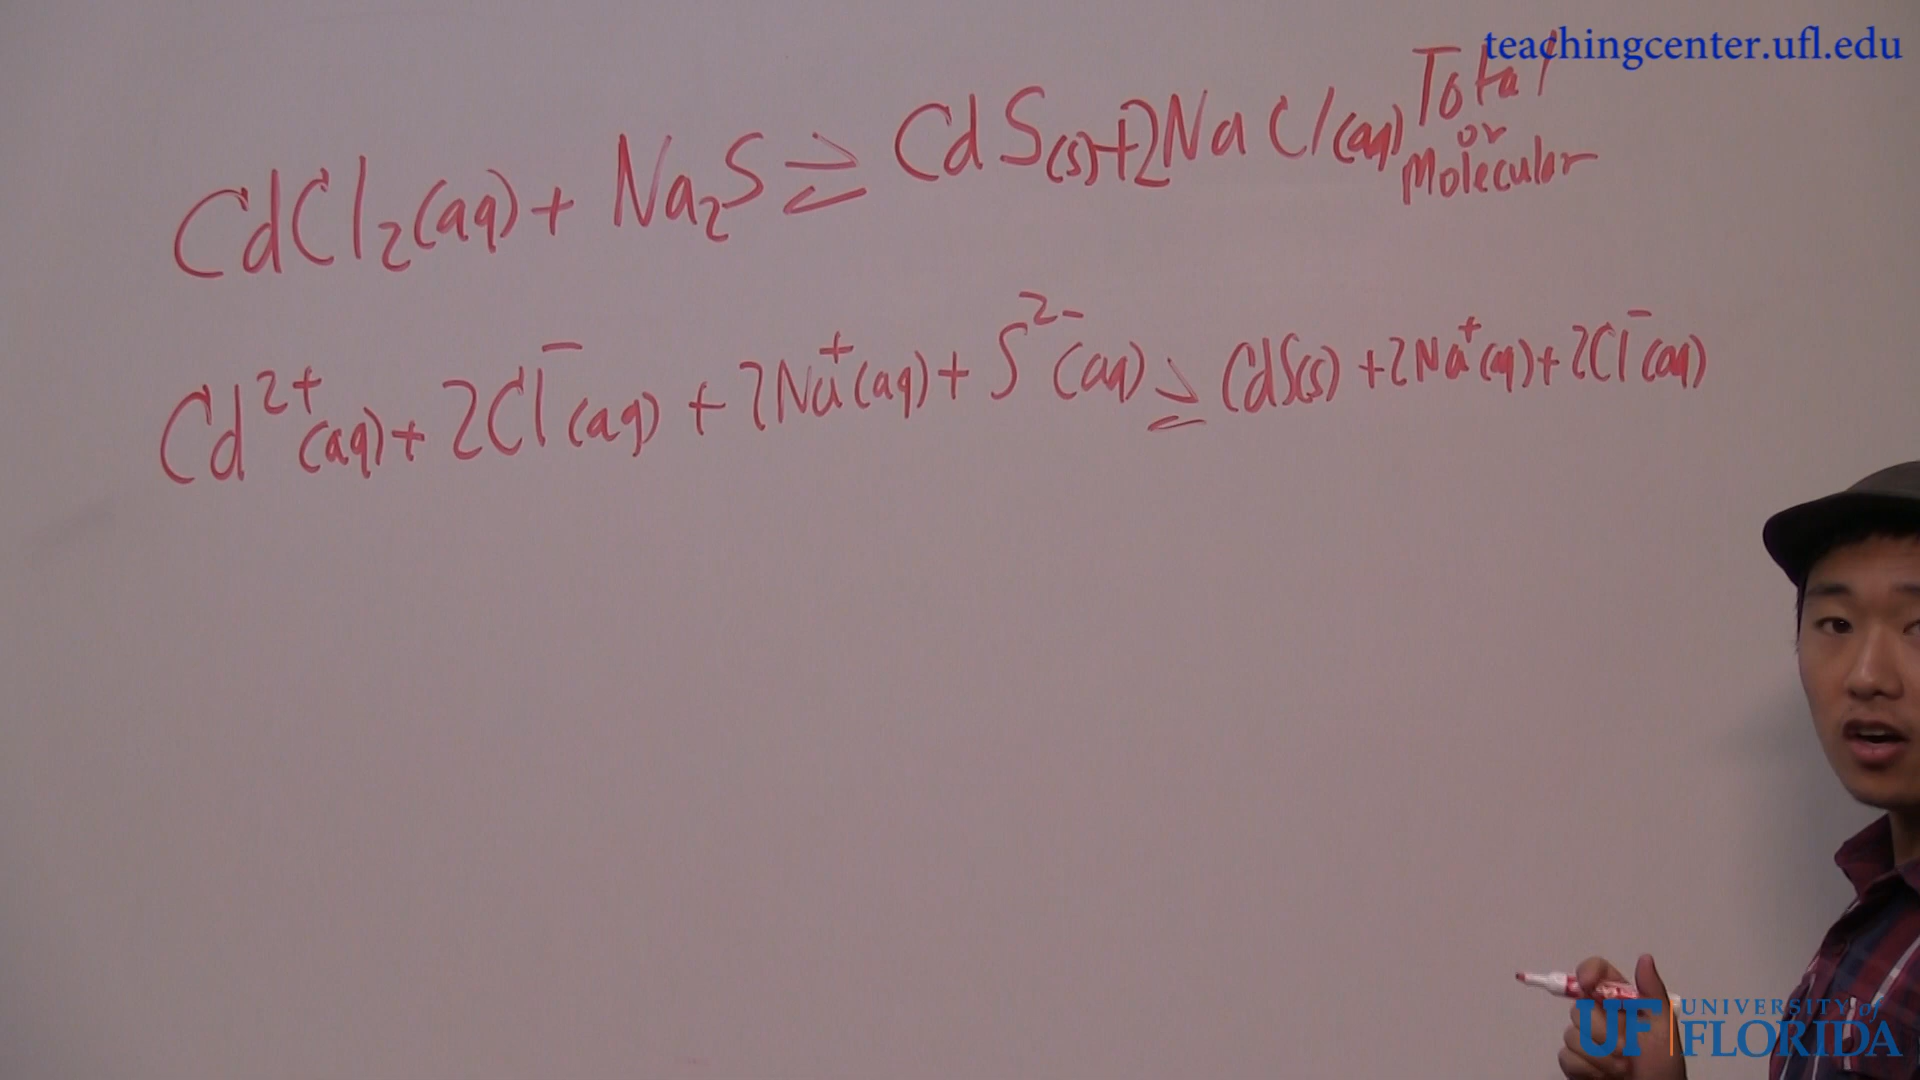 teachingcenter.ufl.edu
CdCl₂(aq) + Na₂S ⇌ CdS(s) + 2NaCl(aq) Total
or
Molecular
Cd²⁺(aq) + 2Cl⁻(aq) + 2Na⁺(aq) + S²⁻(aq) ⇌ CdS(s) + 2Na⁺(aq) + 2Cl⁻(aq)
UF UNIVERSITY of
FLORIDA